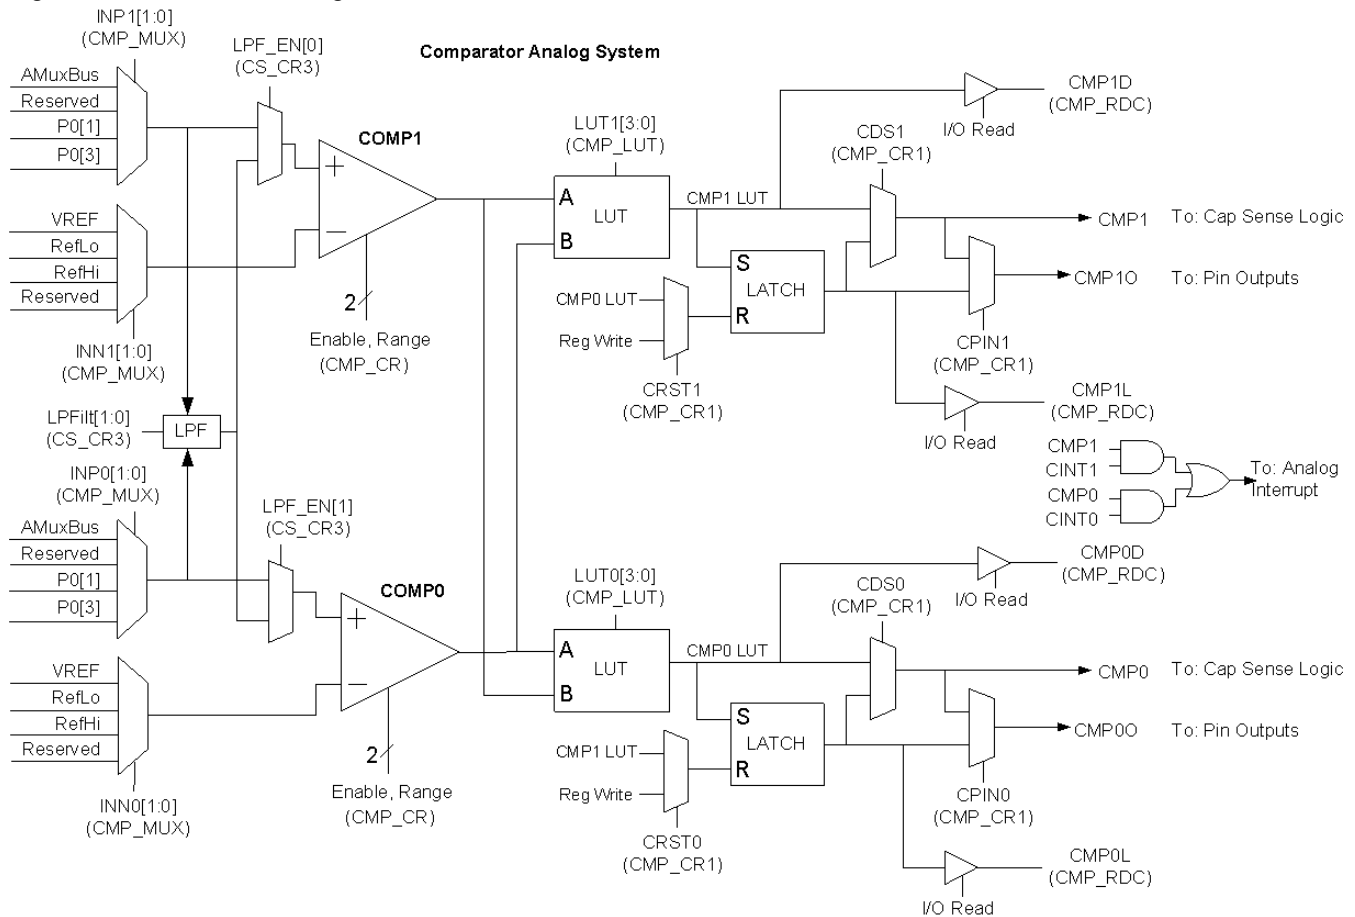 INP1[1:0]
(CMP_MUX)
LPF_EN[0]
(CS_CR3)
Comparator Analog System
AMuxBus
Reserved
P0[1]
P0[3]
COMP1
+
−
LUT1[3:0]
(CMP_LUT)
A
LUT
B
CMP1 LUT
CMP1D
(CMP_RDC)
I/O Read
CDS1
(CMP_CR1)
CMP1
To: Cap Sense Logic
VREF
RefLo
RefHi
Reserved
S
LATCH
R
CMP0 LUT
Reg Write
CMP1O
To: Pin Outputs
2
Enable, Range
(CMP_CR)
INN1[1:0]
(CMP_MUX)
CRST1
(CMP_CR1)
CPIN1
(CMP_CR1)
CMP1L
(CMP_RDC)
I/O Read
LPFilt[1:0]
(CS_CR3)
LPF
CMP1
CINT1
CMP0
CINT0
To: Analog
Interrupt
INP0[1:0]
(CMP_MUX)
LPF_EN[1]
(CS_CR3)
AMuxBus
Reserved
P0[1]
P0[3]
COMP0
+
−
LUT0[3:0]
(CMP_LUT)
A
LUT
B
CMP0 LUT
CMP0D
(CMP_RDC)
I/O Read
CDS0
(CMP_CR1)
CMP0
To: Cap Sense Logic
VREF
RefLo
RefHi
Reserved
S
LATCH
R
CMP1 LUT
Reg Write
CMP0O
To: Pin Outputs
2
Enable, Range
(CMP_CR)
INN0[1:0]
(CMP_MUX)
CRST0
(CMP_CR1)
CPIN0
(CMP_CR1)
CMP0L
(CMP_RDC)
I/O Read